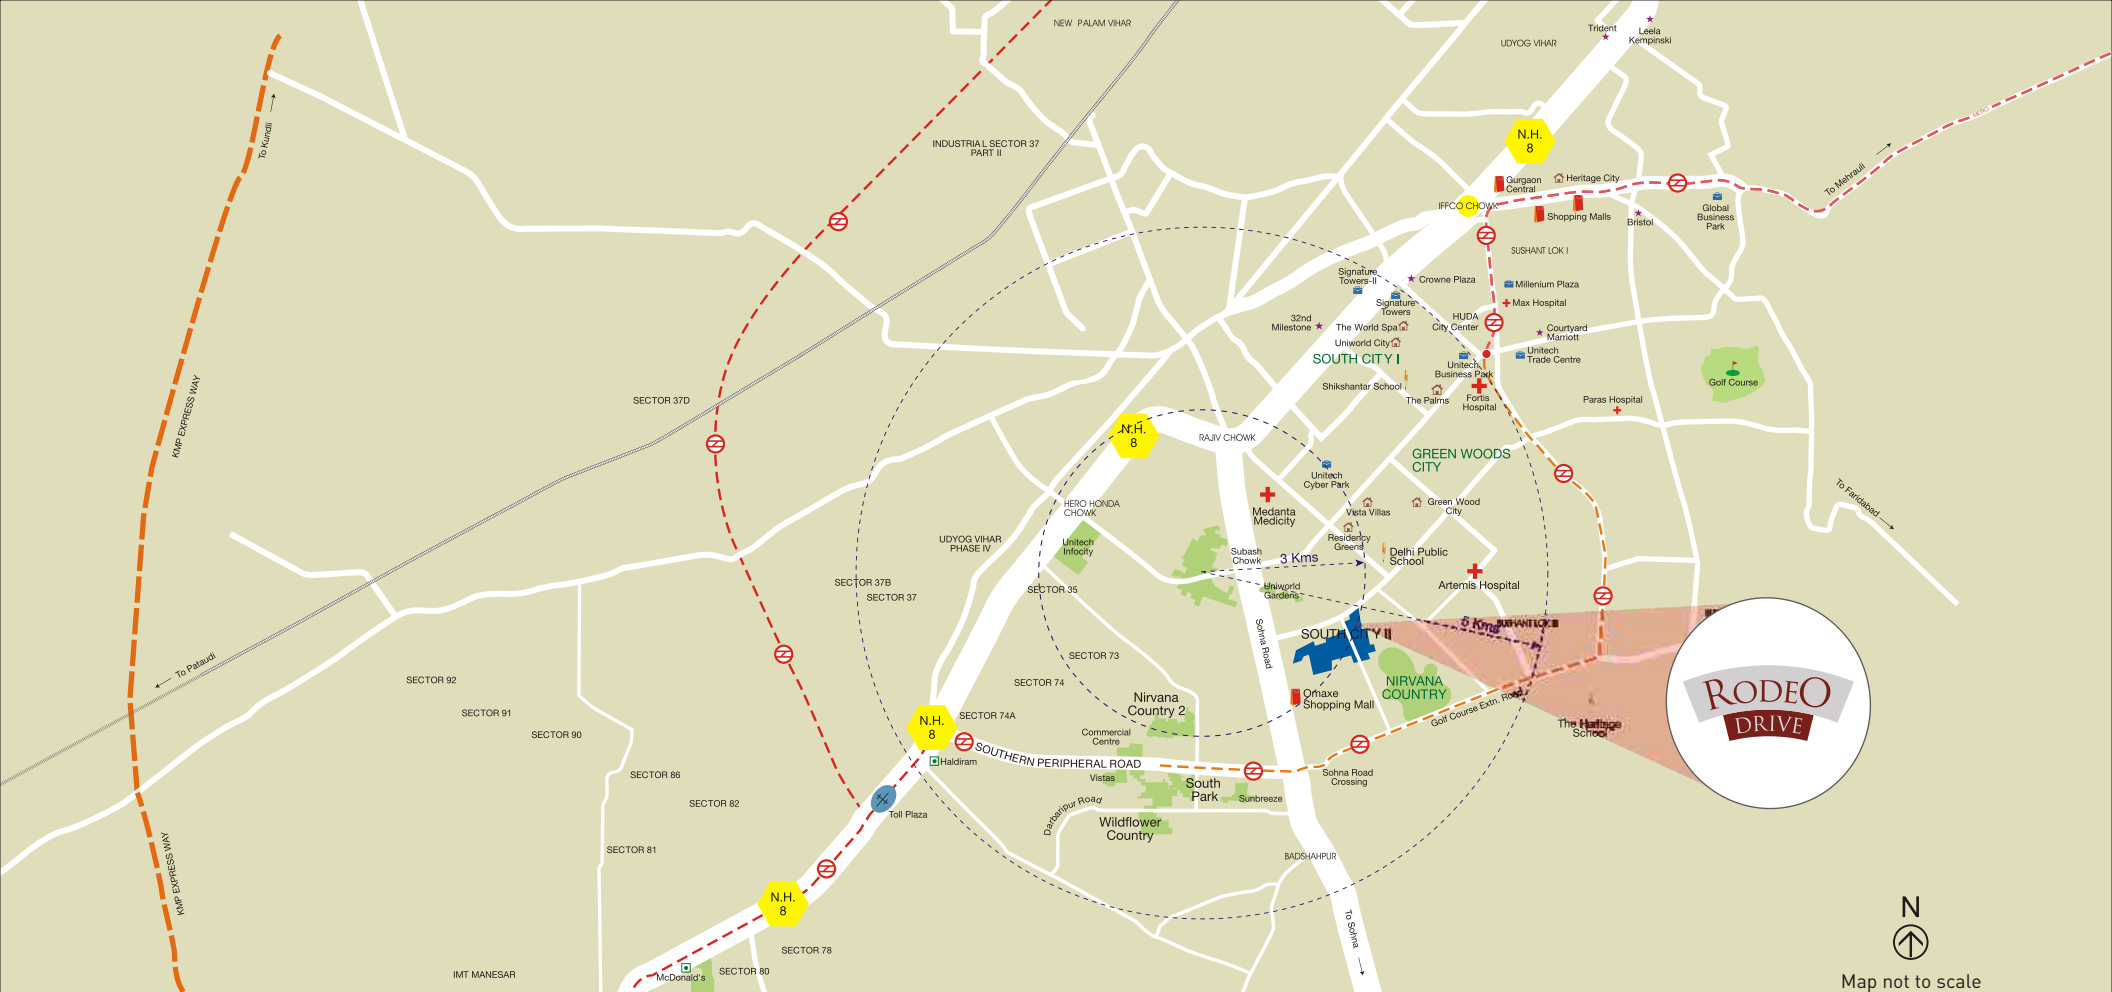 NEW PALAM VIHAR
UDYOG VIHAR
Trident
Leela
Kempinski
To Kundli
INDUSTRIAL SECTOR 37
PART II
N.H.
8
METRO
To Mehrauli
Gurgaon
Central
Heritage City
IFFCO CHOWK
Shopping Malls
Bristol
Global
Business
Park
SUSHANT LOK I
Signature
Towers-II
Crowne Plaza
Signature
Towers
Millenium Plaza
Max Hospital
32nd
Milestone
The World Spa
HUDA
City Center
Courtyard
Marriott
Uniworld City
SOUTH CITY I
Unitech
Business Park
Unitech
Trade Centre
Shikshantar School
The Palms
Fortis
Hospital
Golf Course
Paras Hospital
KMP EXPRESS WAY
SECTOR 37D
N.H.
8
RAJIV CHOWK
GREEN WOODS
CITY
Unitech
Cyber Park
HERO HONDA
CHOWK
Medanta
Medicity
Vista Villas
Green Wood
City
To Faridabad
UDYOG VIHAR
PHASE IV
Unitech
Infocity
Residency
Greens
Subash
Chowk
3 Kms
Delhi Public
School
SECTOR 37B
SECTOR 37
SECTOR 35
Uniworld
Gardens
Artemis Hospital
Sohna Road
SOUTH CITY II
5 Kms
SUSHANT LOK III
To Pataudi
SECTOR 92
SECTOR 73
SECTOR 74
NIRVANA
COUNTRY
Omaxe
Shopping Mall
Golf Course Extn. Road
The Heritage
School
RODEO
DRIVE
SECTOR 91
SECTOR 90
N.H.
8
SECTOR 74A
Nirvana
Country 2
Commercial
Centre
SOUTHERN PERIPHERAL ROAD
Haldiram
Vistas
South
Park
Sunbreeze
Sohna Road
Crossing
SECTOR 86
SECTOR 82
Toll Plaza
Darbaripur Road
Wildflower
Country
SECTOR 81
BADSHAHPUR
KMP EXPRESS WAY
N.H.
8
To Sohna
SECTOR 78
SECTOR 80
IMT MANESAR
McDonald's
N
Map not to scale